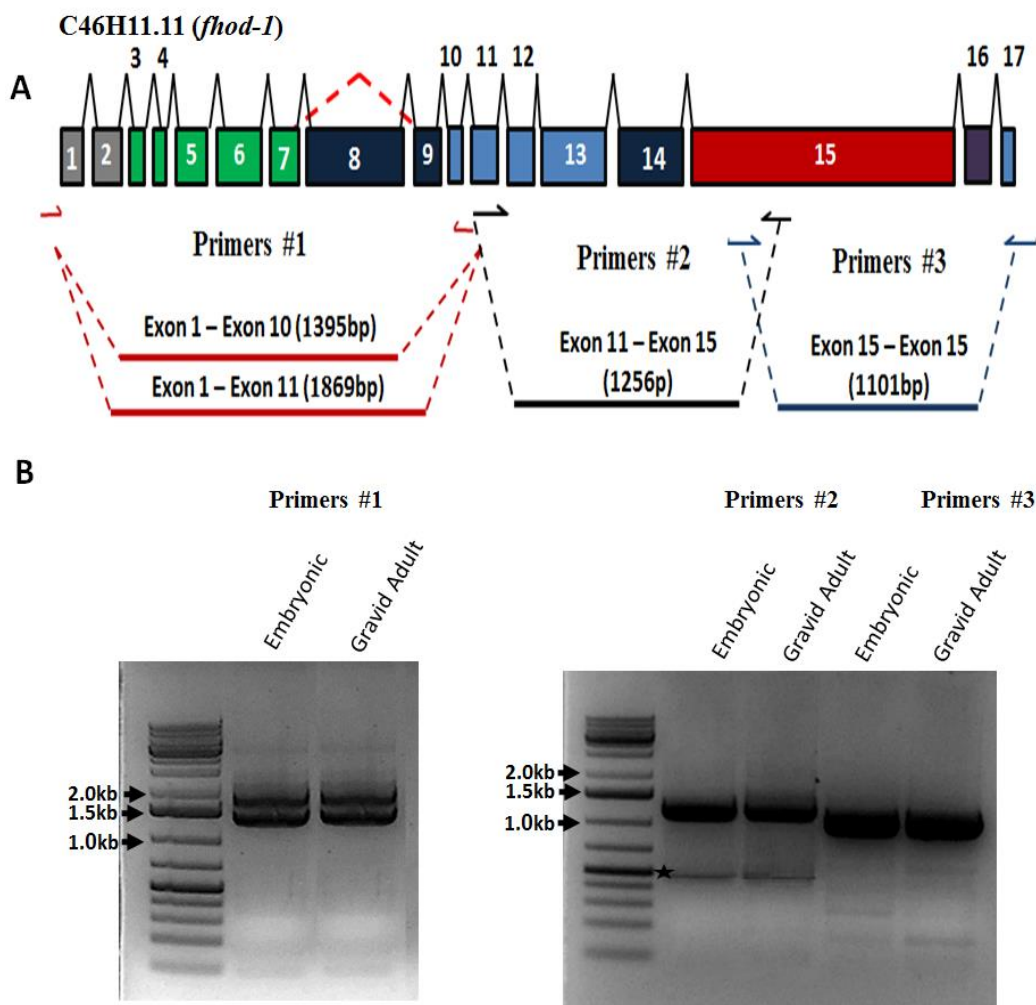 C46H11.11 (fhod-1)
A
3 4 10 11 12 16 17
1 2 5 6 7 8 9 13 14 15
Primers #1
Primers #2
Primers #3
Exon 1 – Exon 10 (1395bp)
Exon 1 – Exon 11 (1869bp)
Exon 11 – Exon 15
(1256p)
Exon 15 – Exon 15
(1101bp)
B
Primers #1
Embryonic
Gravid Adult
2.0kb
1.5kb
1.0kb
Primers #2
Primers #3
Embryonic
Gravid Adult
Embryonic
Gravid Adult
2.0kb
1.5kb
1.0kb